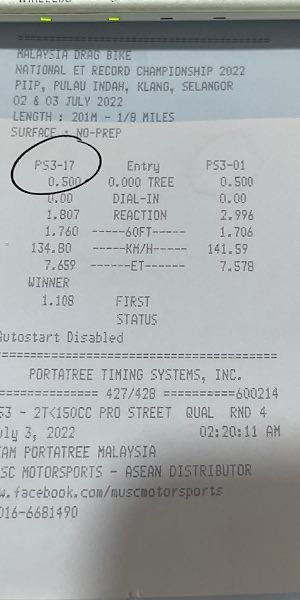 ================================
MALAYSIA DRAG BIKE
NATIONAL ET RECORD CHAMPIONSHIP 2022
PIIP, PULAU INDAH, KLANG, SELANGOR
02 & 03 JULY 2022
LENGTH : 201M - 1/8 MILES
SURFACE : NO-PREP
PS3-17 Entry PS3-01
0.500 0.000 TREE 0.500
0.00 DIAL-IN 0.00
1.807 REACTION 2.996
1.760 -----60FT----- 1.706
134.80 -----KM/H----- 141.59
7.659 ------ET------ 7.578
WINNER
1.108 FIRST
STATUS
Autostart Disabled
========================================
PORTATREE TIMING SYSTEMS, INC.
============== 427/428 ===========600214
S3 - 2T<150CC PRO STREET QUAL RND 4
uly 3, 2022 02:20:11 AM
EAM PORTATREE MALAYSIA
SC MOTORSPORTS - ASEAN DISTRIBUTOR
w.facebook.com/muscmotorsports
016-6681490